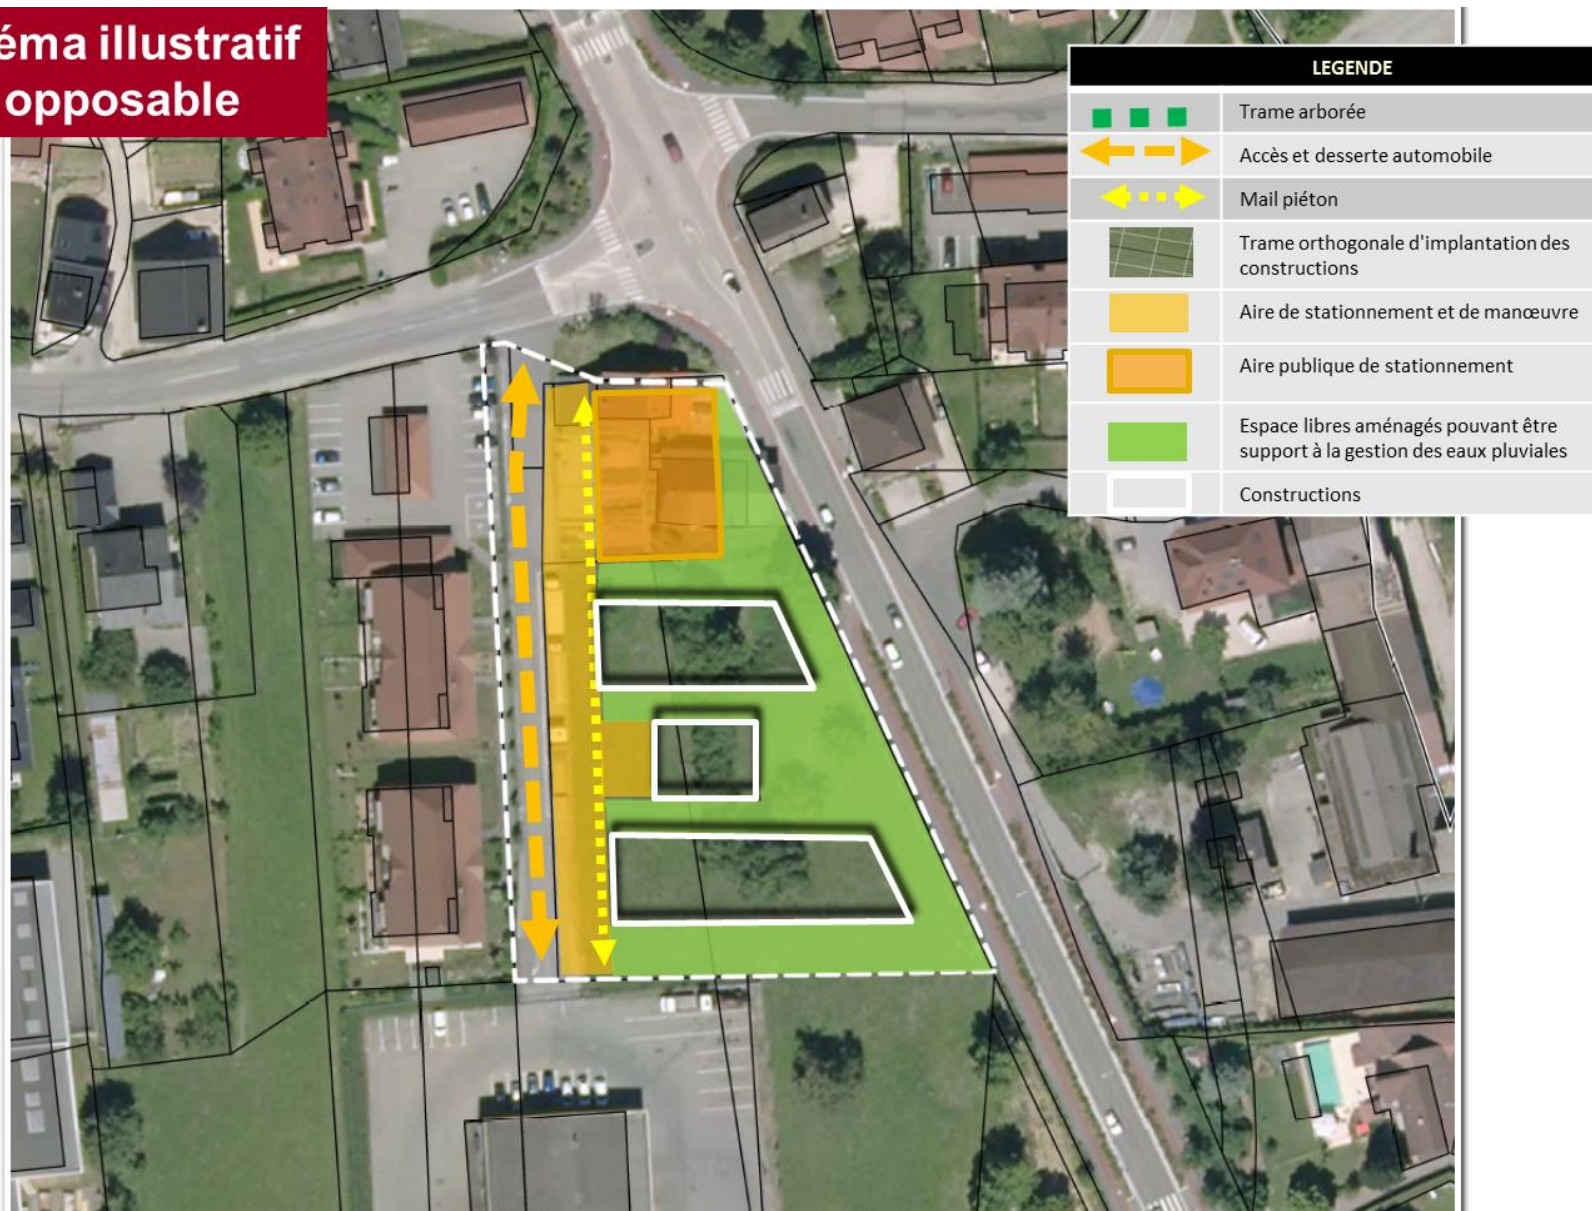 éma illustratif
opposable
LEGENDE
Trame arborée
Accès et desserte automobile
Mail piéton
Trame orthogonale d'implantation des
constructions
Aire de stationnement et de manœuvre
Aire publique de stationnement
Espace libres aménagés pouvant être
support à la gestion des eaux pluviales
Constructions